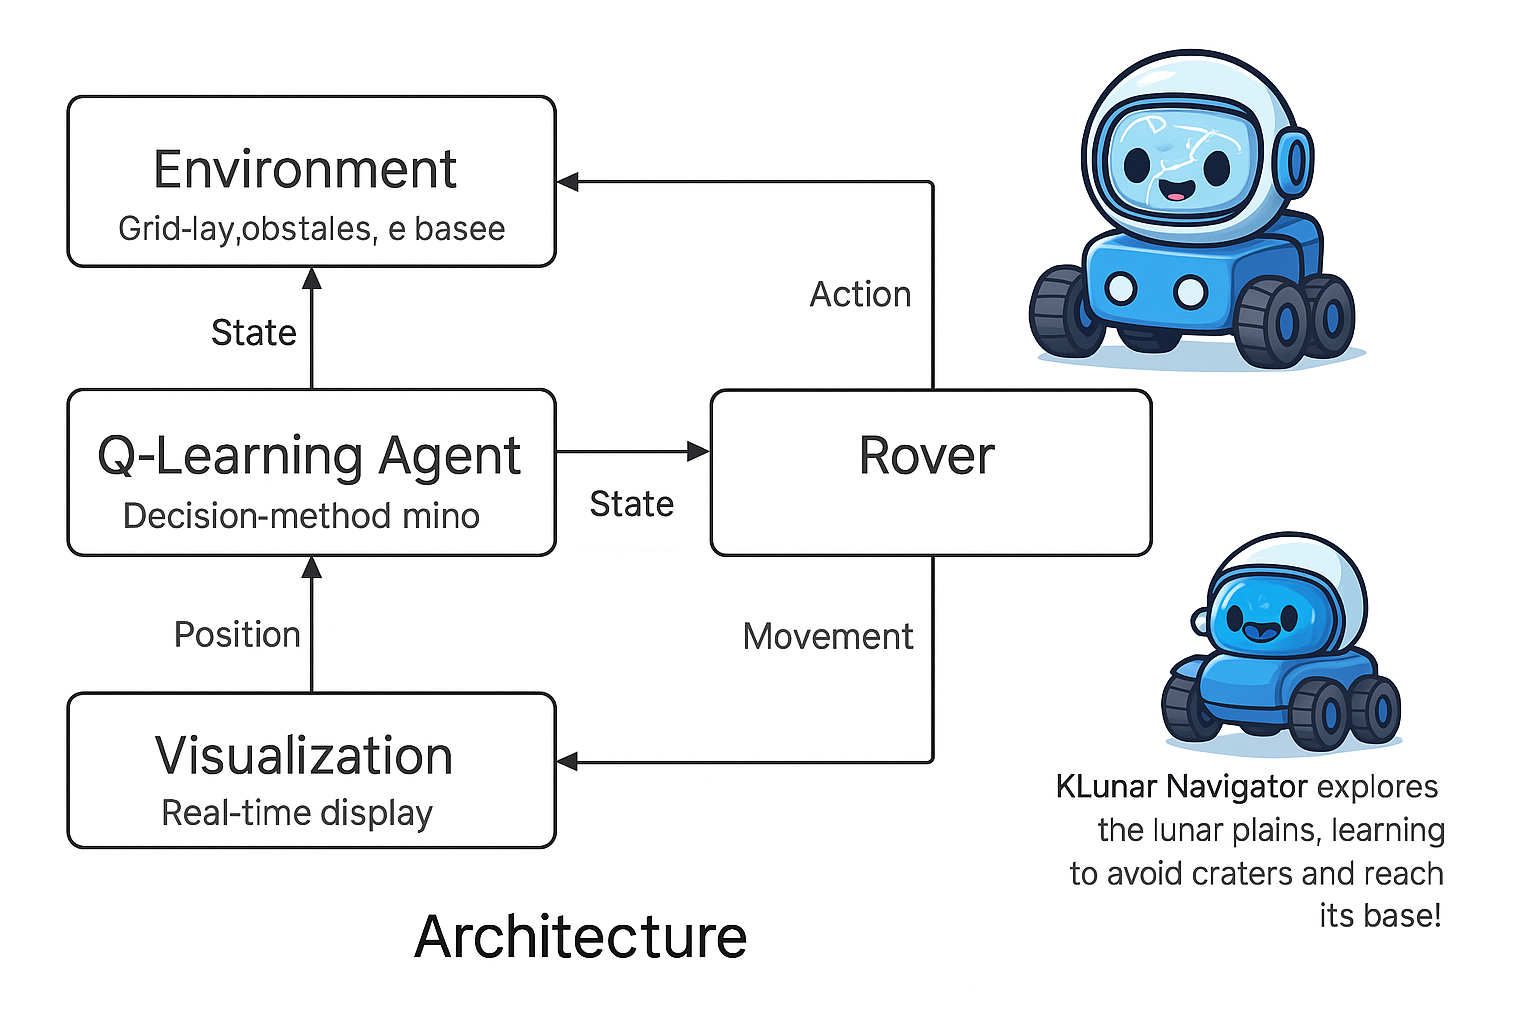 Environment
Grid-lay,obstales, e basee
Action
State
Q-Learning Agent
Decision-method mino
State
Rover
Position
Movement
Visualization
Real-time display
KLunar Navigator explores
the lunar plains, learning
to avoid craters and reach
its base!
Architecture